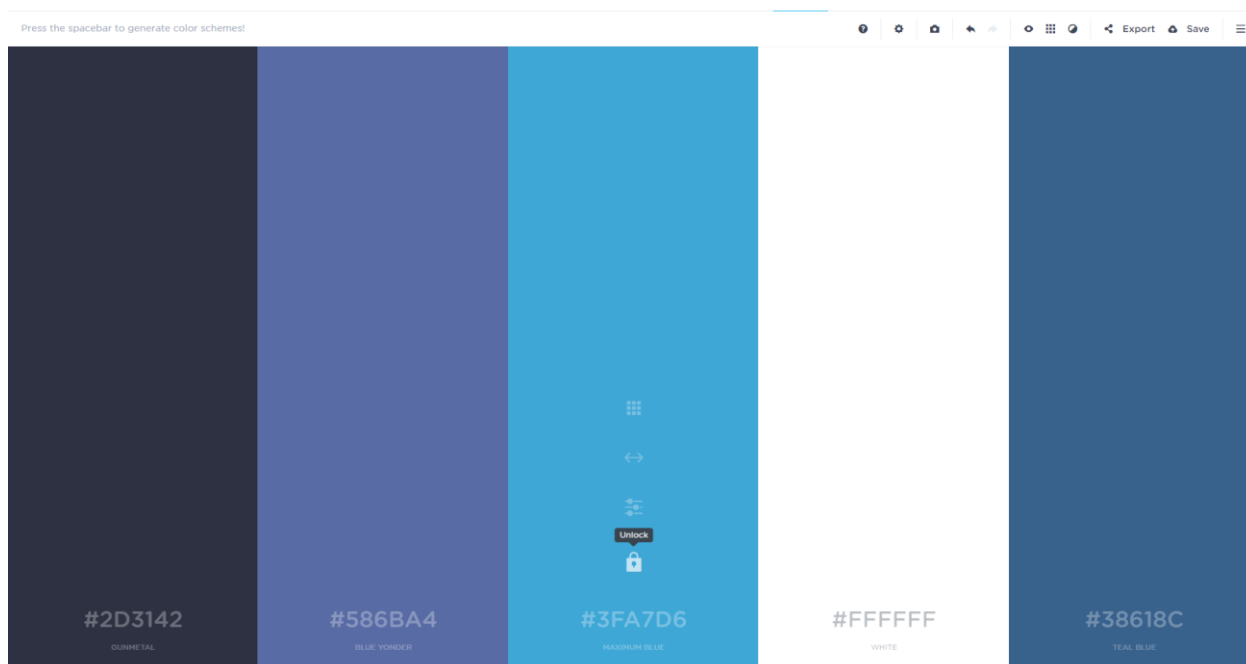 Press the spacebar to generate color schemes!
Export
Save
Unlock
#2D3142
#586BA4
#3FA7D6
#FFFFFF
#38618C
GUNMETAL
BLUE YONDER
MAXIMUM BLUE
WHITE
TEAL BLUE